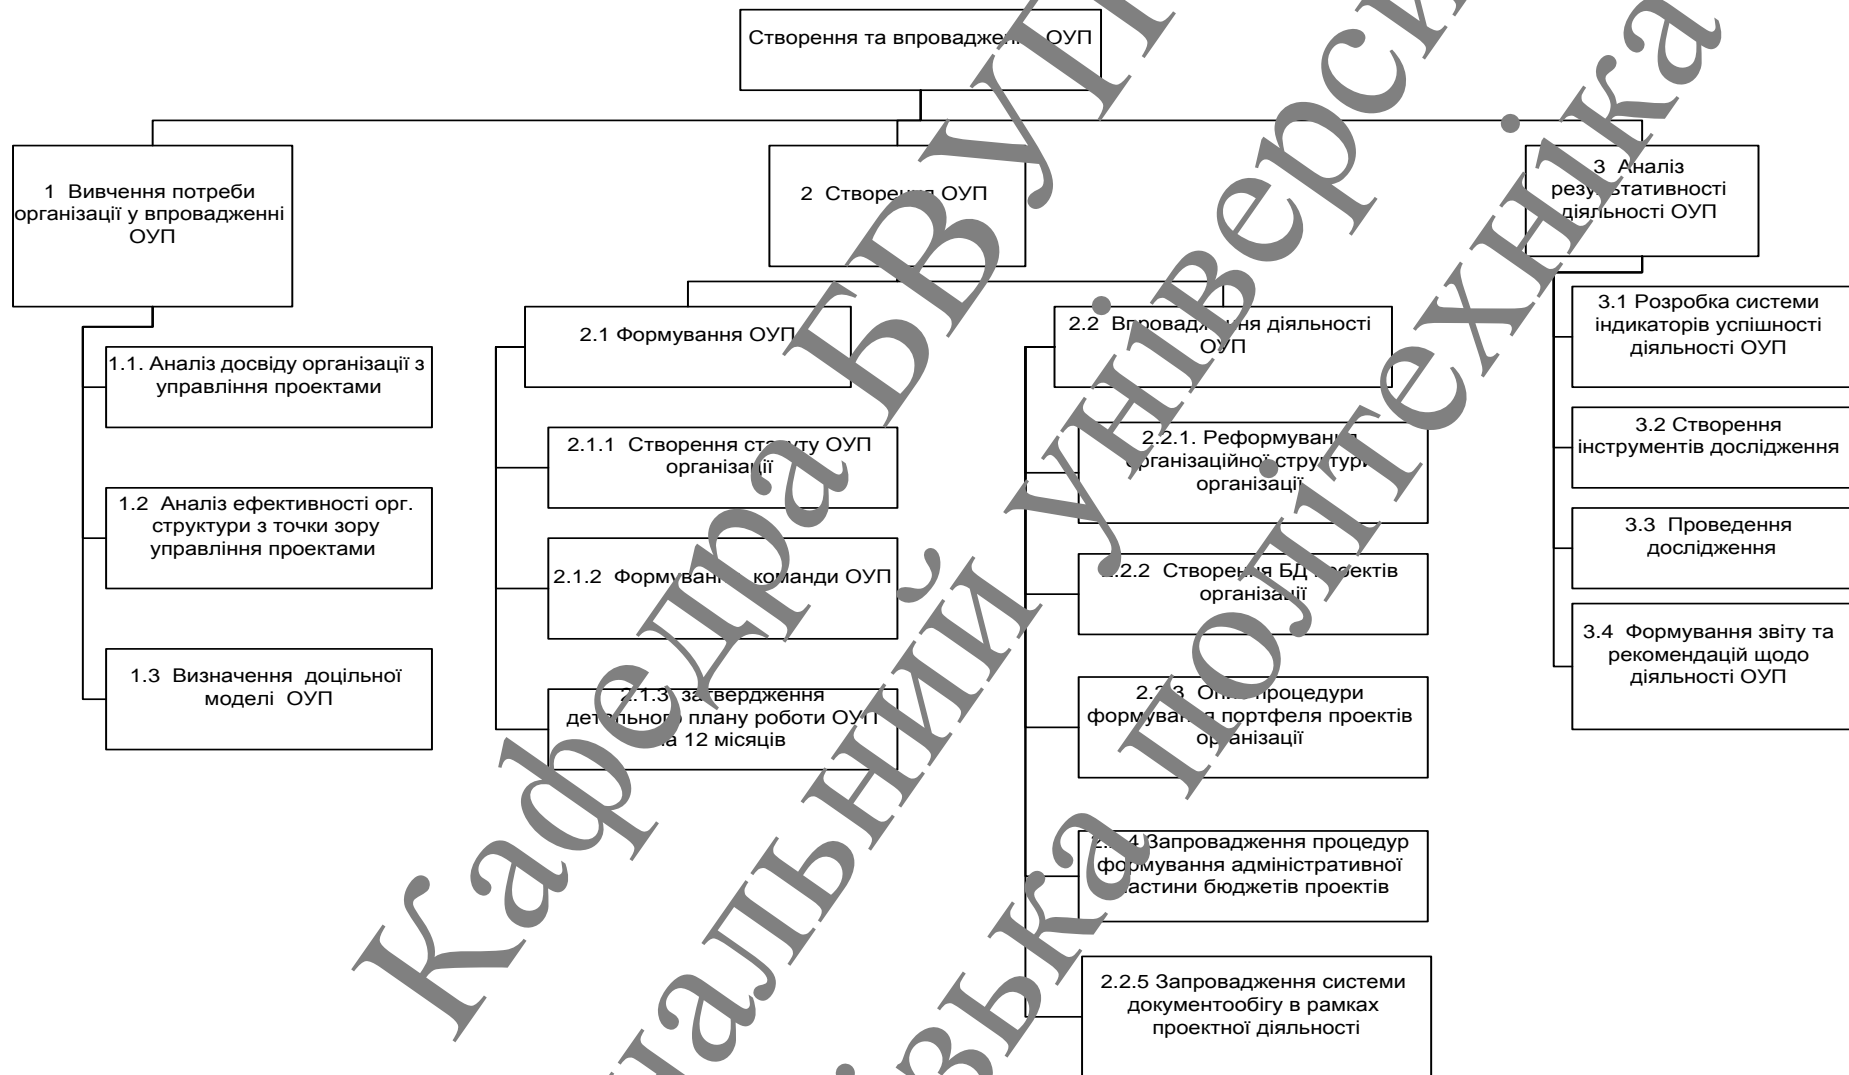 Створення та впровадження ОУП
1 Вивчення потреби
організації у впровадженні
ОУП
2 Створення ОУП
3 Аналіз
результативності
діяльності ОУП
1.1. Аналіз досвіду організації з
управління проектами
1.2 Аналіз ефективності орг.
структури з точки зору
управління проектами
1.3 Визначення доцільної
моделі ОУП
2.1 Формування ОУП
2.1.1 Створення статуту ОУП
організації
2.1.2 Формування команди ОУП
2.1.3 затвердження
детального плану роботи ОУП
на 12 місяців
2.2 Впровадження діяльності
ОУП
2.2.1. Реформування
організаційної структури
організації
2.2.2 Створення БД проектів
організації
2.2.3 Опис процедури
формування портфеля проектів
організації
2.2.4 Запровадження процедур
формування адміністративної
частини бюджетів проектів
2.2.5 Запровадження системи
документообігу в рамках
проектної діяльності
3.1 Розробка системи
індикаторів успішності
діяльності ОУП
3.2 Створення
інструментів дослідження
3.3 Проведення
дослідження
3.4 Формування звіту та
рекомендацій щодо
діяльності ОУП
Кафедра БВ УП
політехніка